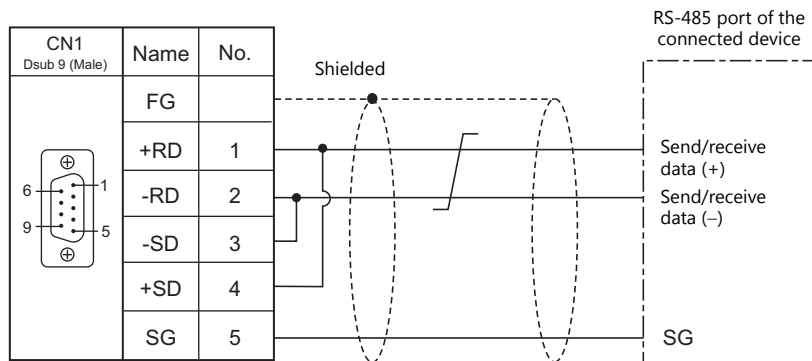 RS-485 port of the
connected device
CN1
Dsub 9 (Male)
Name
No.
Shielded
FG
+RD
1
Send/receive
data (+)
-RD
2
Send/receive
data (−)
-SD
3
+SD
4
SG
5
SG
6
1
9
5